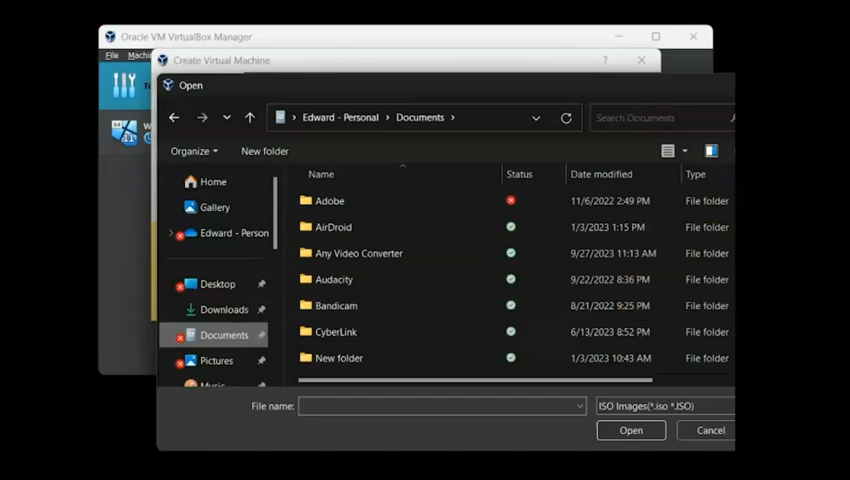 Oracle VM VirtualBox Manager
File Machin
Create Virtual Machine ?
Open
Edward - Personal > Documents >
Search Documents
Organize New folder
Name Status Date modified Type
Home
Gallery
Edward - Person
Desktop
Downloads
Documents
Pictures
Music
Adobe 11/6/2022 2:49 PM File folder
AirDroid 1/3/2023 1:15 PM File folder
Any Video Converter 9/27/2023 11:13 AM File folder
Audacity 9/22/2022 8:36 PM File folder
Bandicam 8/21/2022 9:25 PM File folder
CyberLink 6/13/2023 8:52 PM File folder
New folder 1/3/2023 10:43 AM File folder
File name: ISO Images(*.iso *.ISO)
Open Cancel